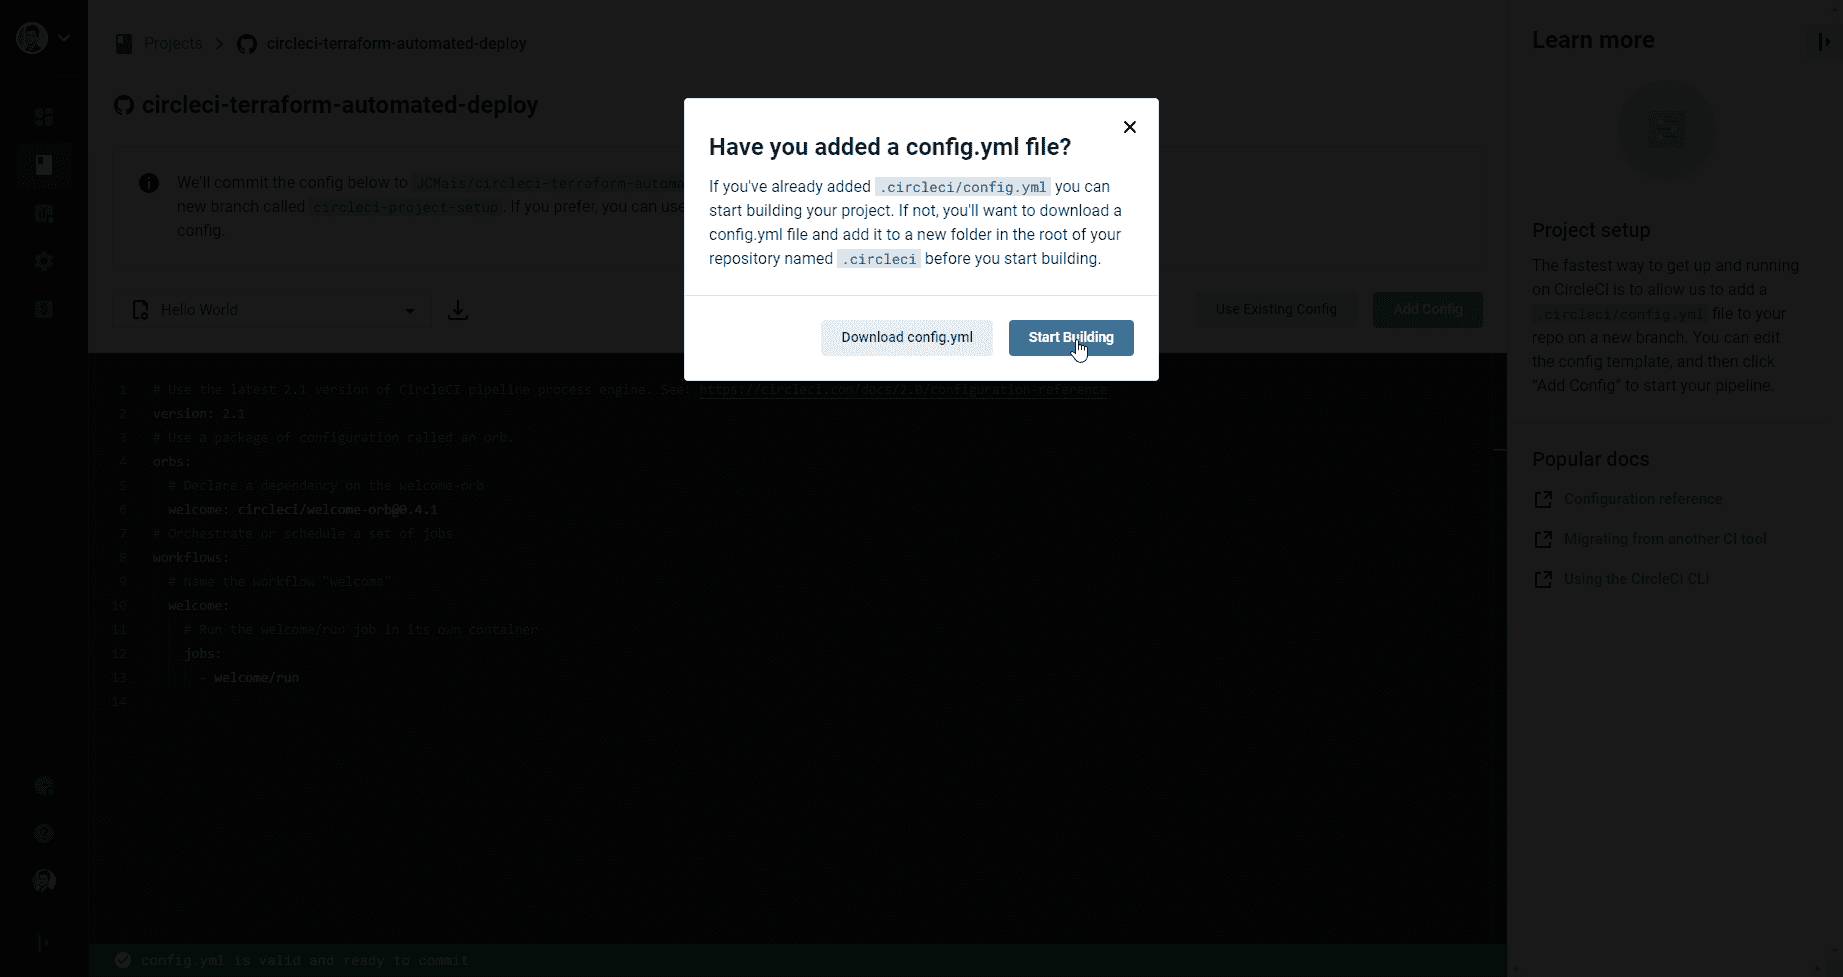 Projects > circleci-terraform-automated-deploy
circleci-terraform-automated-deploy
We'll commit the config below to JCMais/circleci-terraform-automa
new branch called circleci-project-setup. If you prefer, you can use
config.
Hello World
Use Existing Config
Add Config
Have you added a config.yml file?
If you've already added .circleci/config.yml you can
start building your project. If not, you'll want to download a
config.yml file and add it to a new folder in the root of your
repository named .circleci before you start building.
Download config.yml
Start Building
1 # Use the latest 2.1 version of CircleCI pipeline process engine. See: https://circleci.com/docs/2.0/configuration-reference
2 version: 2.1
3 # Use a package of configuration called an orb.
4 orbs:
5 # Declare a dependency on the welcome-orb
6 welcome: circleci/welcome-orb@0.4.1
7 # Orchestrate or schedule a set of jobs
8 workflows:
9 # Name the workflow "welcome"
10 welcome:
11 # Run the welcome/run job in its own container
12 jobs:
13 - welcome/run
14
config.yml is valid and ready to commit
Learn more
Project setup
The fastest way to get up and running
on CircleCI is to allow us to add a
.circleci/config.yml file to your
repo on a new branch. You can edit
the config template, and then click
“Add Config” to start your pipeline.
Popular docs
Configuration reference
Migrating from another CI tool
Using the CircleCI CLI